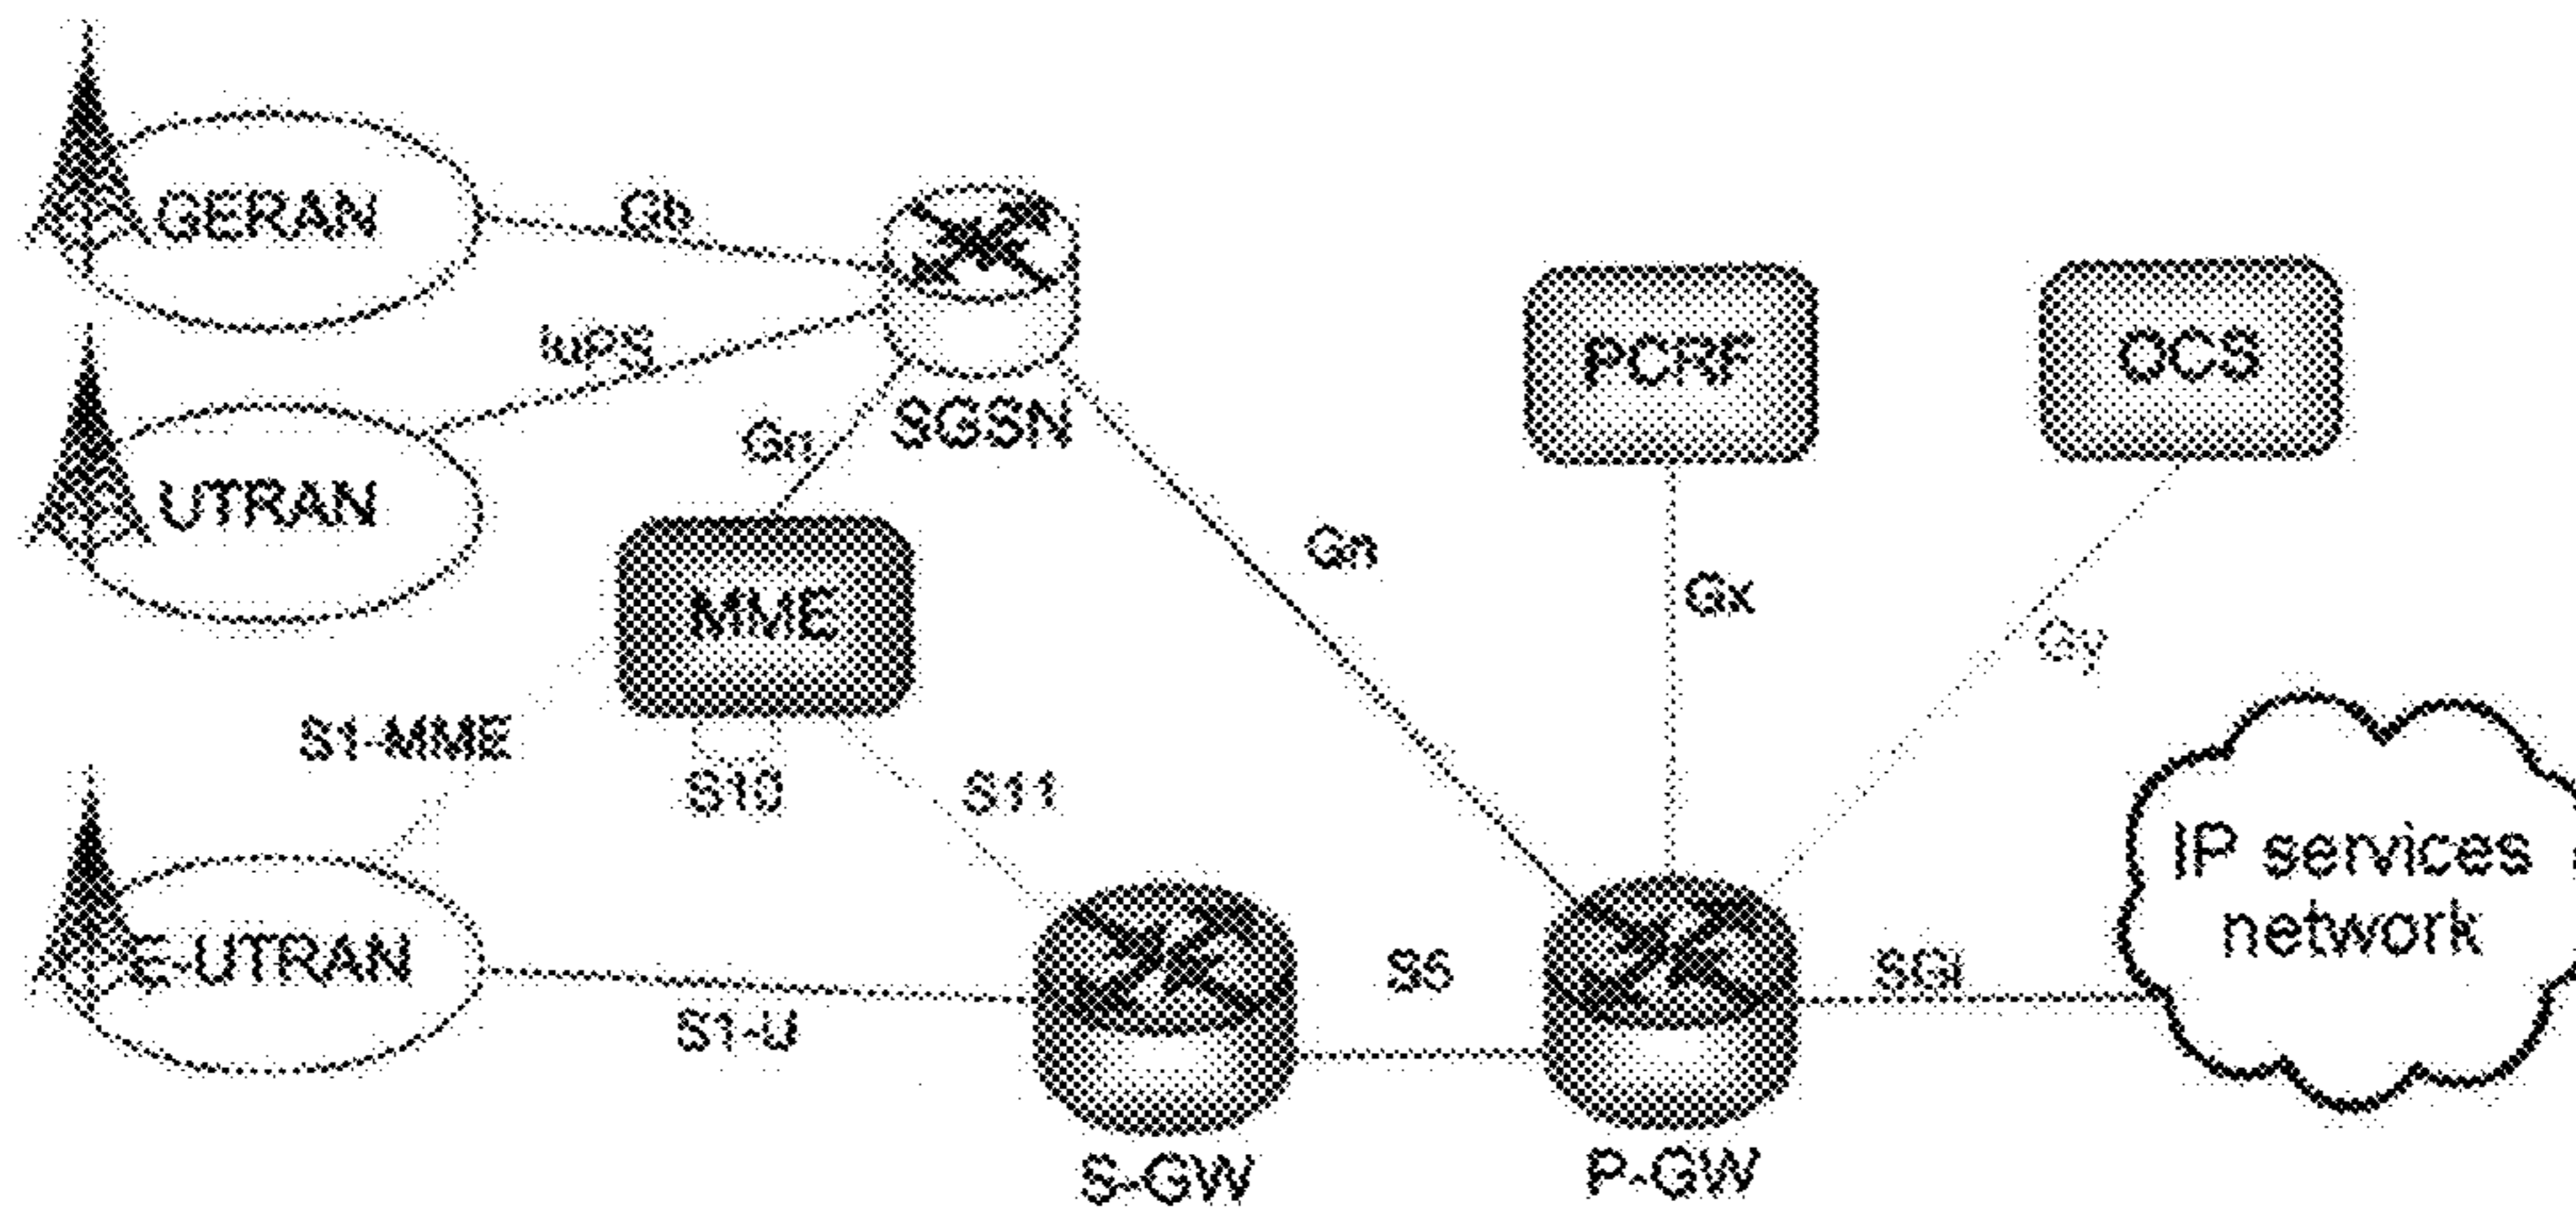 GERAN
Gb
IuPS
SGSN
PCRF
OCS
Gn
UTRAN
Gn
MME
Gx
Gy
S1-MME
S10
S11
IP services
network
E-UTRAN
S5
SGi
S1-U
S-GW
P-GW